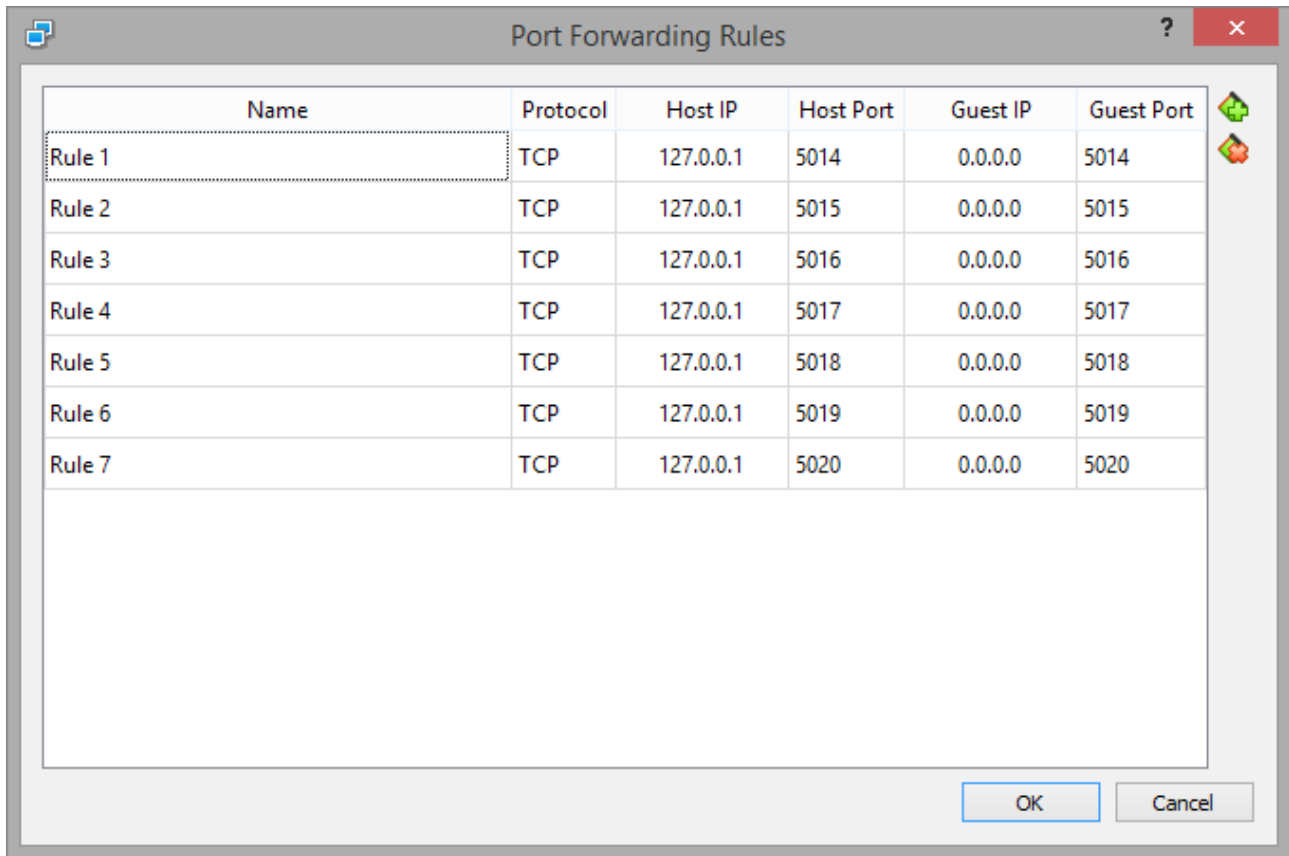 Port Forwarding Rules ?
Name Protocol Host IP Host Port Guest IP Guest Port
Rule 1 TCP 127.0.0.1 5014 0.0.0.0 5014
Rule 2 TCP 127.0.0.1 5015 0.0.0.0 5015
Rule 3 TCP 127.0.0.1 5016 0.0.0.0 5016
Rule 4 TCP 127.0.0.1 5017 0.0.0.0 5017
Rule 5 TCP 127.0.0.1 5018 0.0.0.0 5018
Rule 6 TCP 127.0.0.1 5019 0.0.0.0 5019
Rule 7 TCP 127.0.0.1 5020 0.0.0.0 5020
OK Cancel